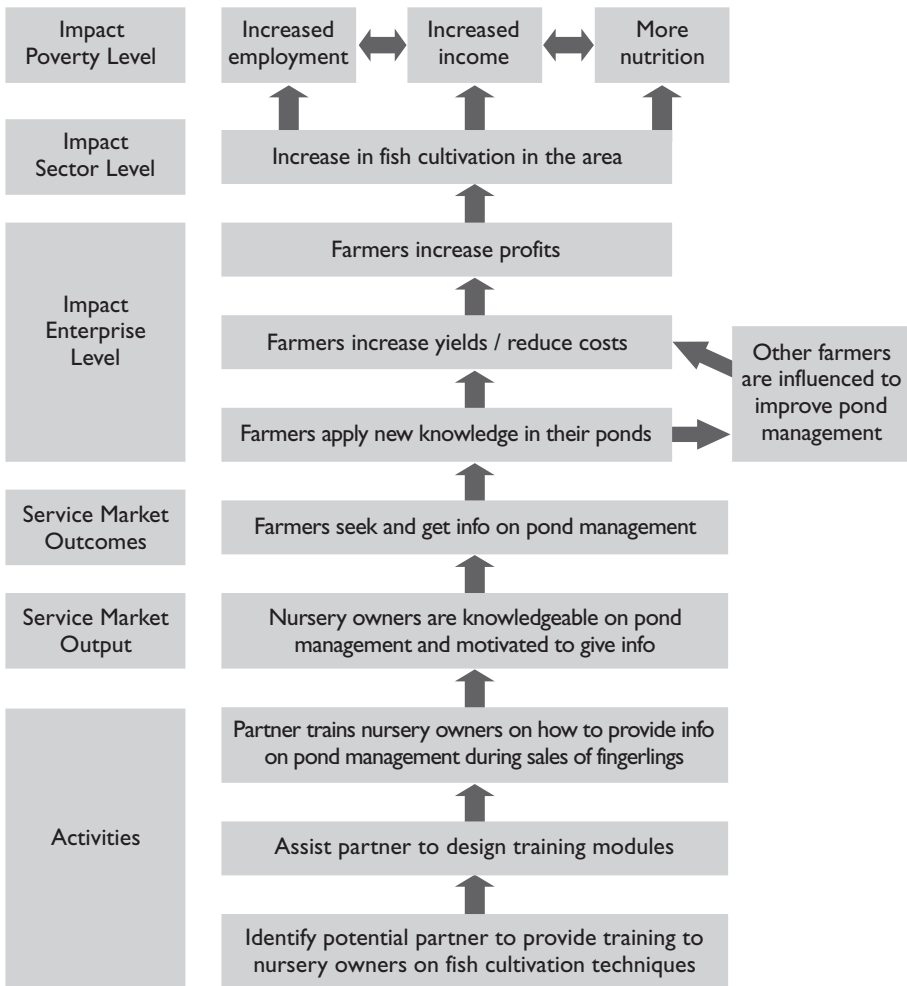 Impact
Poverty Level
Increased
employment
Increased
income
More
nutrition
Impact
Sector Level
Increase in fish cultivation in the area
Impact
Enterprise
Level
Farmers increase profits
Farmers increase yields / reduce costs
Other farmers
are influenced to
improve pond
management
Farmers apply new knowledge in their ponds
Service Market
Outcomes
Farmers seek and get info on pond management
Service Market
Output
Nursery owners are knowledgeable on pond
management and motivated to give info
Activities
Partner trains nursery owners on how to provide info
on pond management during sales of fingerlings
Assist partner to design training modules
Identify potential partner to provide training to
nursery owners on fish cultivation techniques